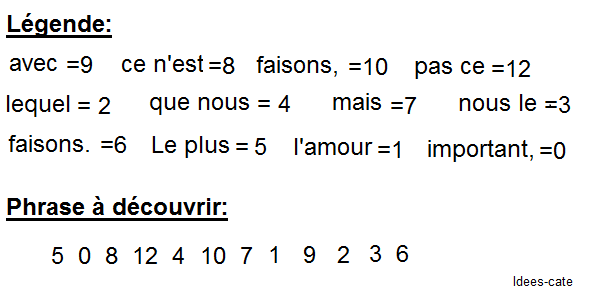 Légende:
avec =9 ce n'est =8 faisons, =10 pas ce =12
lequel = 2 que nous = 4 mais =7 nous le =3
faisons. =6 Le plus = 5 l'amour =1 important, =0
Phrase à découvrir:
5 0 8 12 4 10 7 1 9 2 3 6
Idees-cate